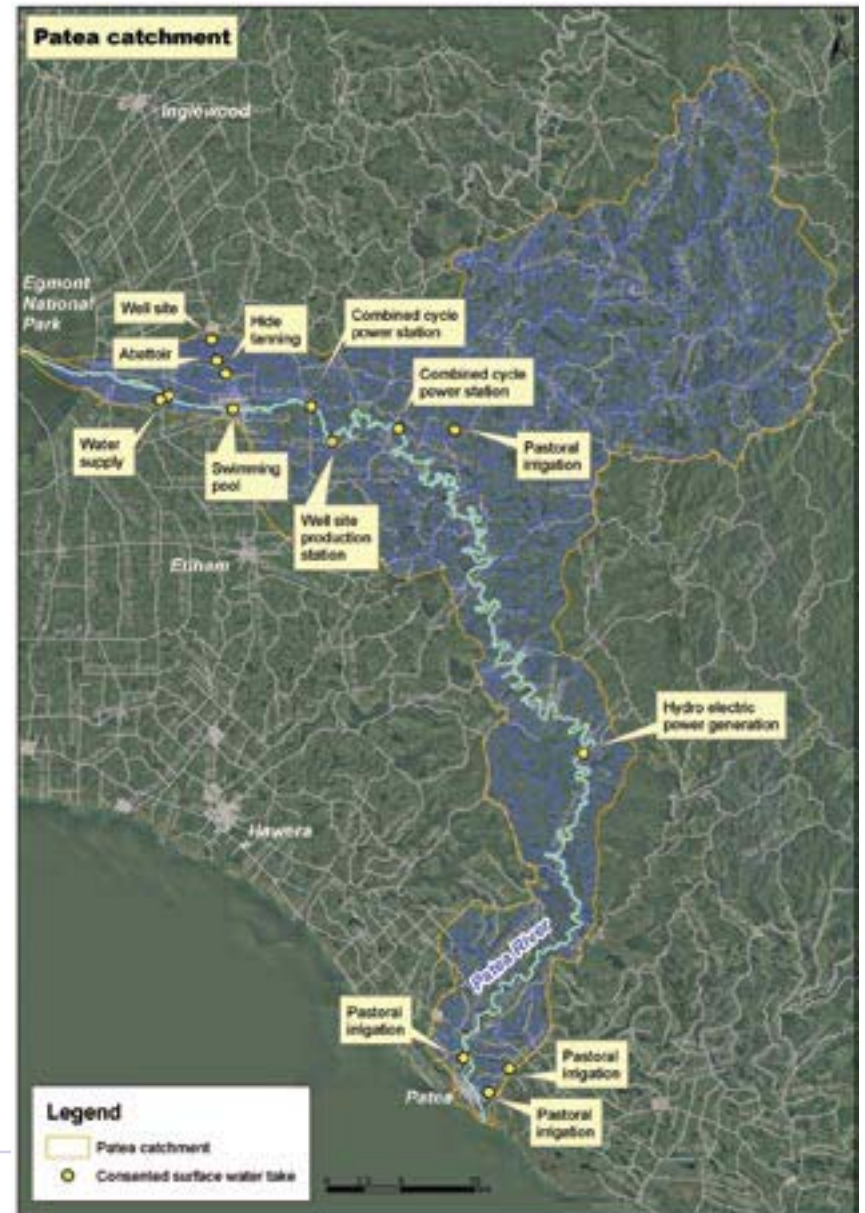 Patea catchment
Inglewood
Egmont
National
Park
Well site
Hide
tanning
Combined cycle
power station
Abattoir
Combined cycle
power station
Water
supply
Swimming
pool
Pastoral
irrigation
Well site
production
station
Eltham
Hydro electric
power generation
Hawera
Patea River
Pastoral
irrigation
Pastoral
irrigation
Patea
Pastoral
irrigation
Legend
Patea catchment
Consented surface water take